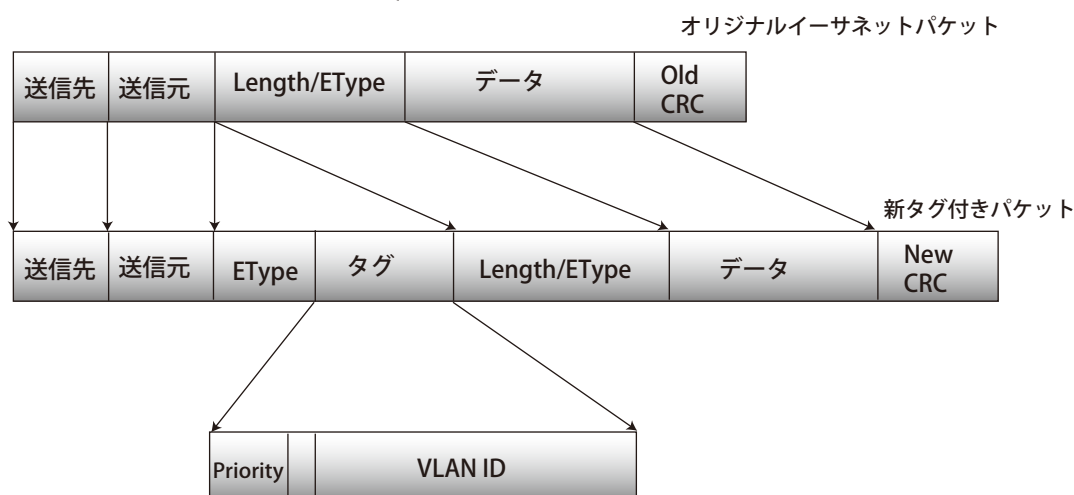 オリジナルイーサネットパケット
送信先 送信元 Length/EType データ Old
CRC
新タグ付きパケット
送信先 送信元 EType タグ Length/EType データ New
CRC
Priority VLAN ID